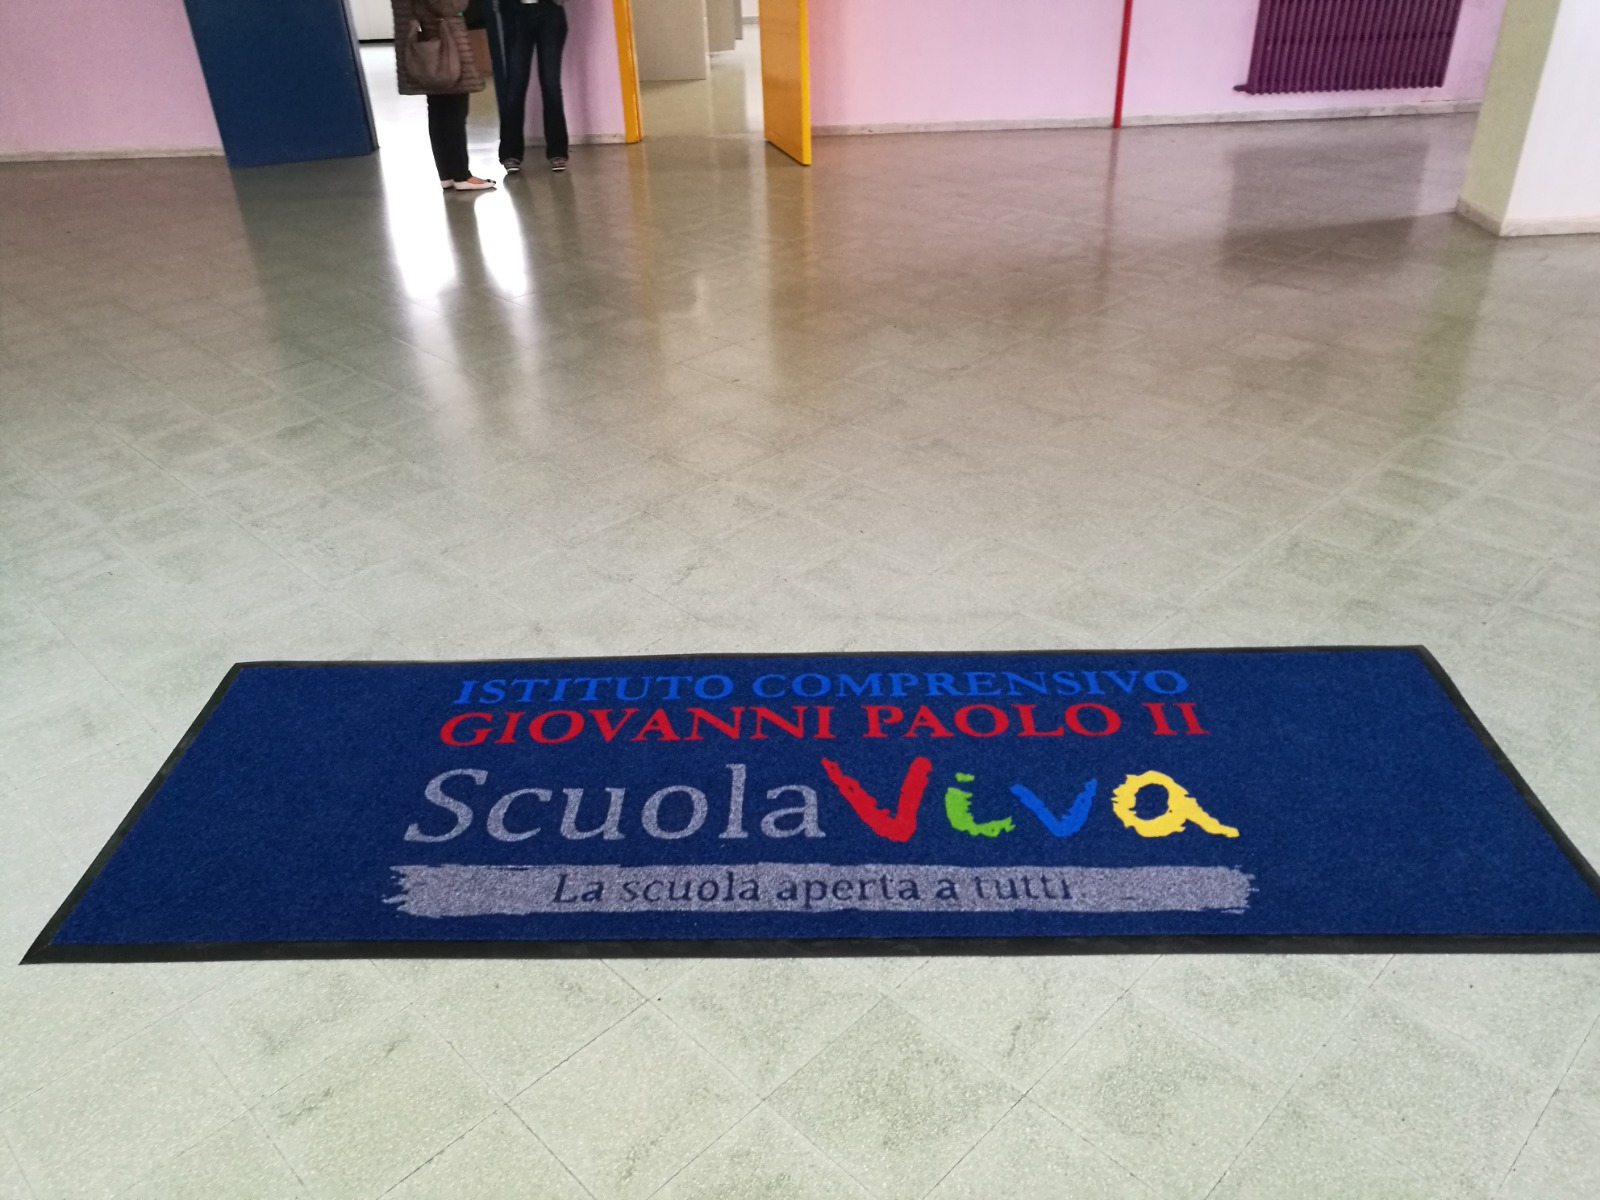 ISTITUTO COMPRENSIVO
GIOVANNI PAOLO II
ScuolaViva
La scuola aperta a tutti